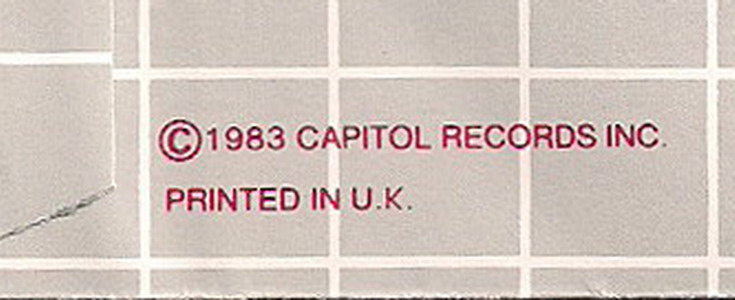 ©1983 CAPITOL RECORDS INC.
PRINTED IN U.K.